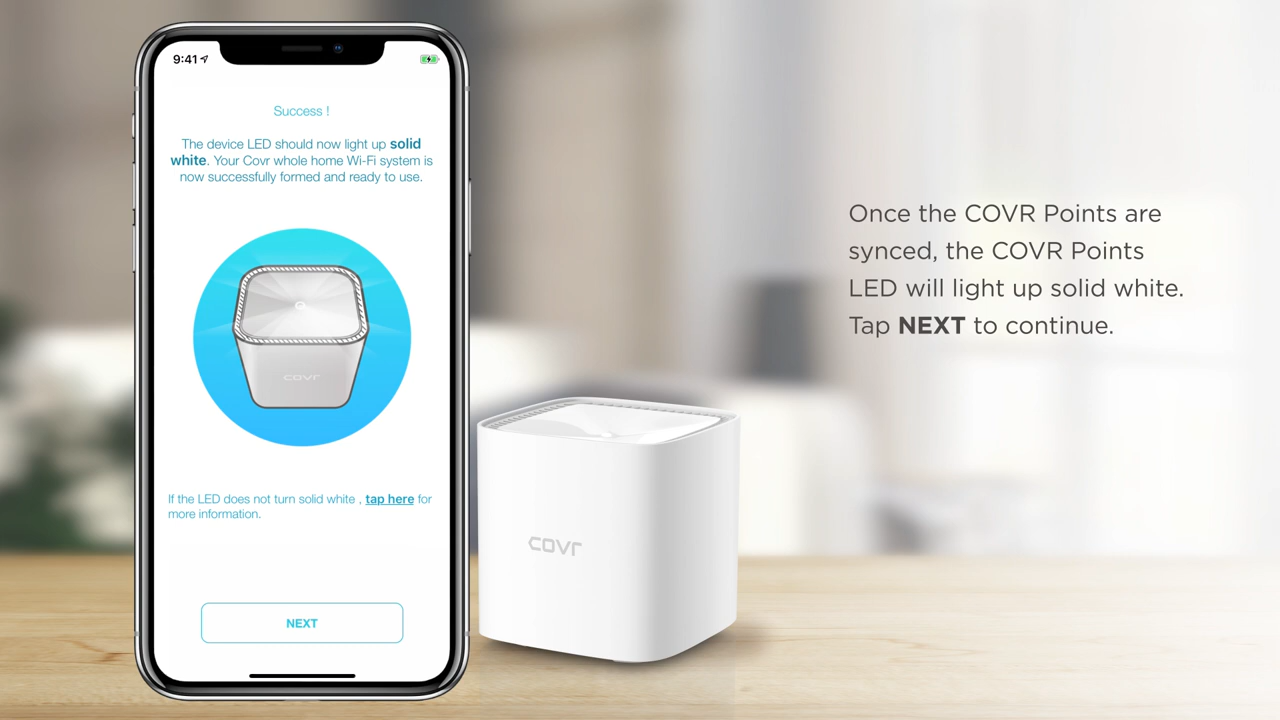 9:41
Success !
The device LED should now light up solid
white. Your Covr whole home Wi-Fi system is
now successfully formed and ready to use.
covr
If the LED does not turn solid white , tap here for
more information.
NEXT
covr
Once the COVR Points are
synced, the COVR Points
LED will light up solid white.
Tap NEXT to continue.